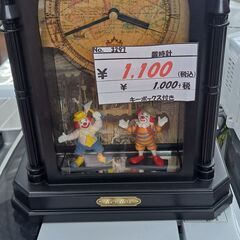 No. 3297
置時計
¥ 1,100 (税込)
¥ 1,000+税
キーボックス付き